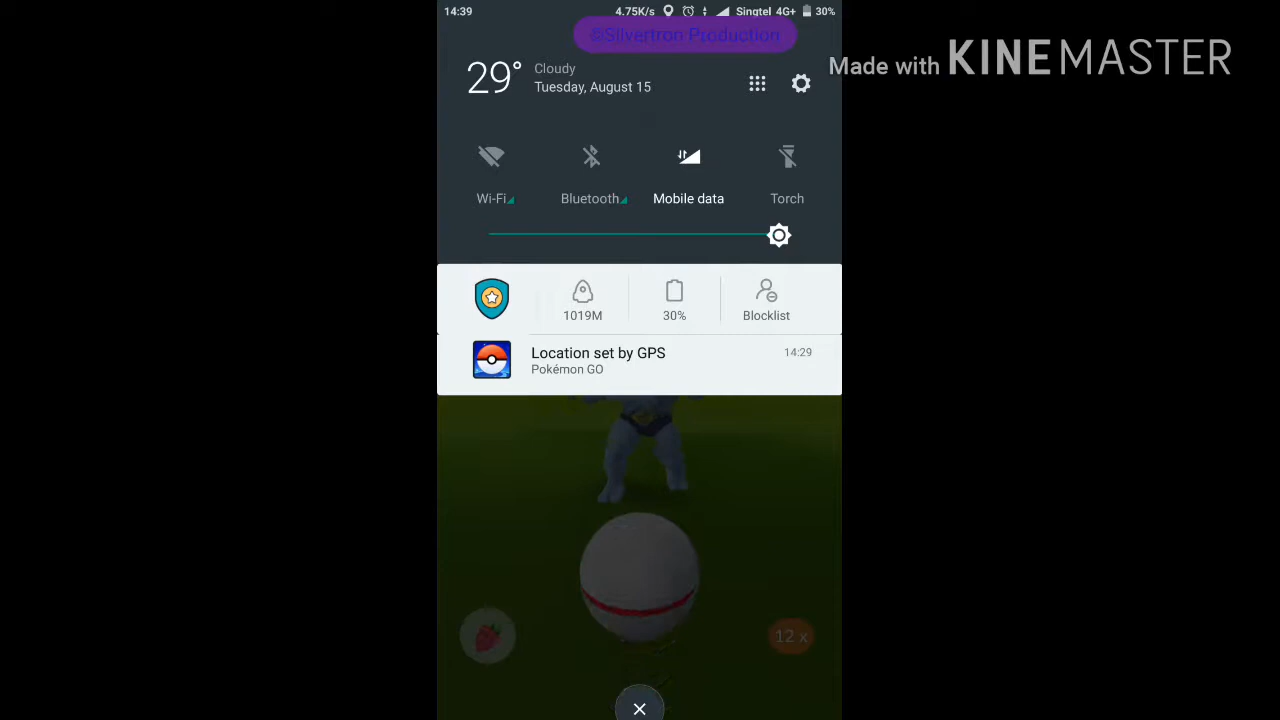 14:39 4.75K/s Singtel 4G+ 30%
©Silvertron Production
Made with KINEMASTER
29° Cloudy
Tuesday, August 15
Wi-Fi Bluetooth Mobile data Torch
1019M 30% Blocklist
Location set by GPS 14:29
Pokémon GO
12 x